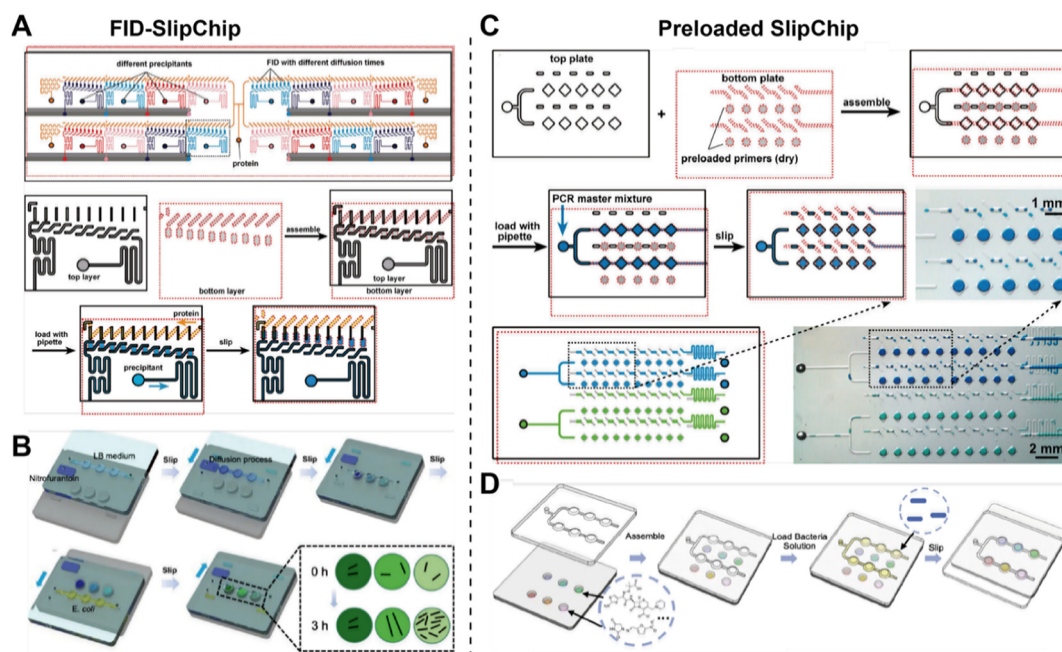 A
FID-SlipChip
different precipitants
FID with different diffusion times
protein
assemble
top layer
bottom layer
top layer
load with
pipette
protein
precipitant
slip
B
LB medium
Nitrofurantoin
Slip
Diffusion process
Slip
Slip
E. coli
Slip
0 h
3 h
C
Preloaded SlipChip
top plate
+
bottom plate
preloaded primers (dry)
assemble
load with
pipette
PCR master mixture
slip
1 mm
2 mm
D
Assemble
Load Bacteria
Solution
Slip
...